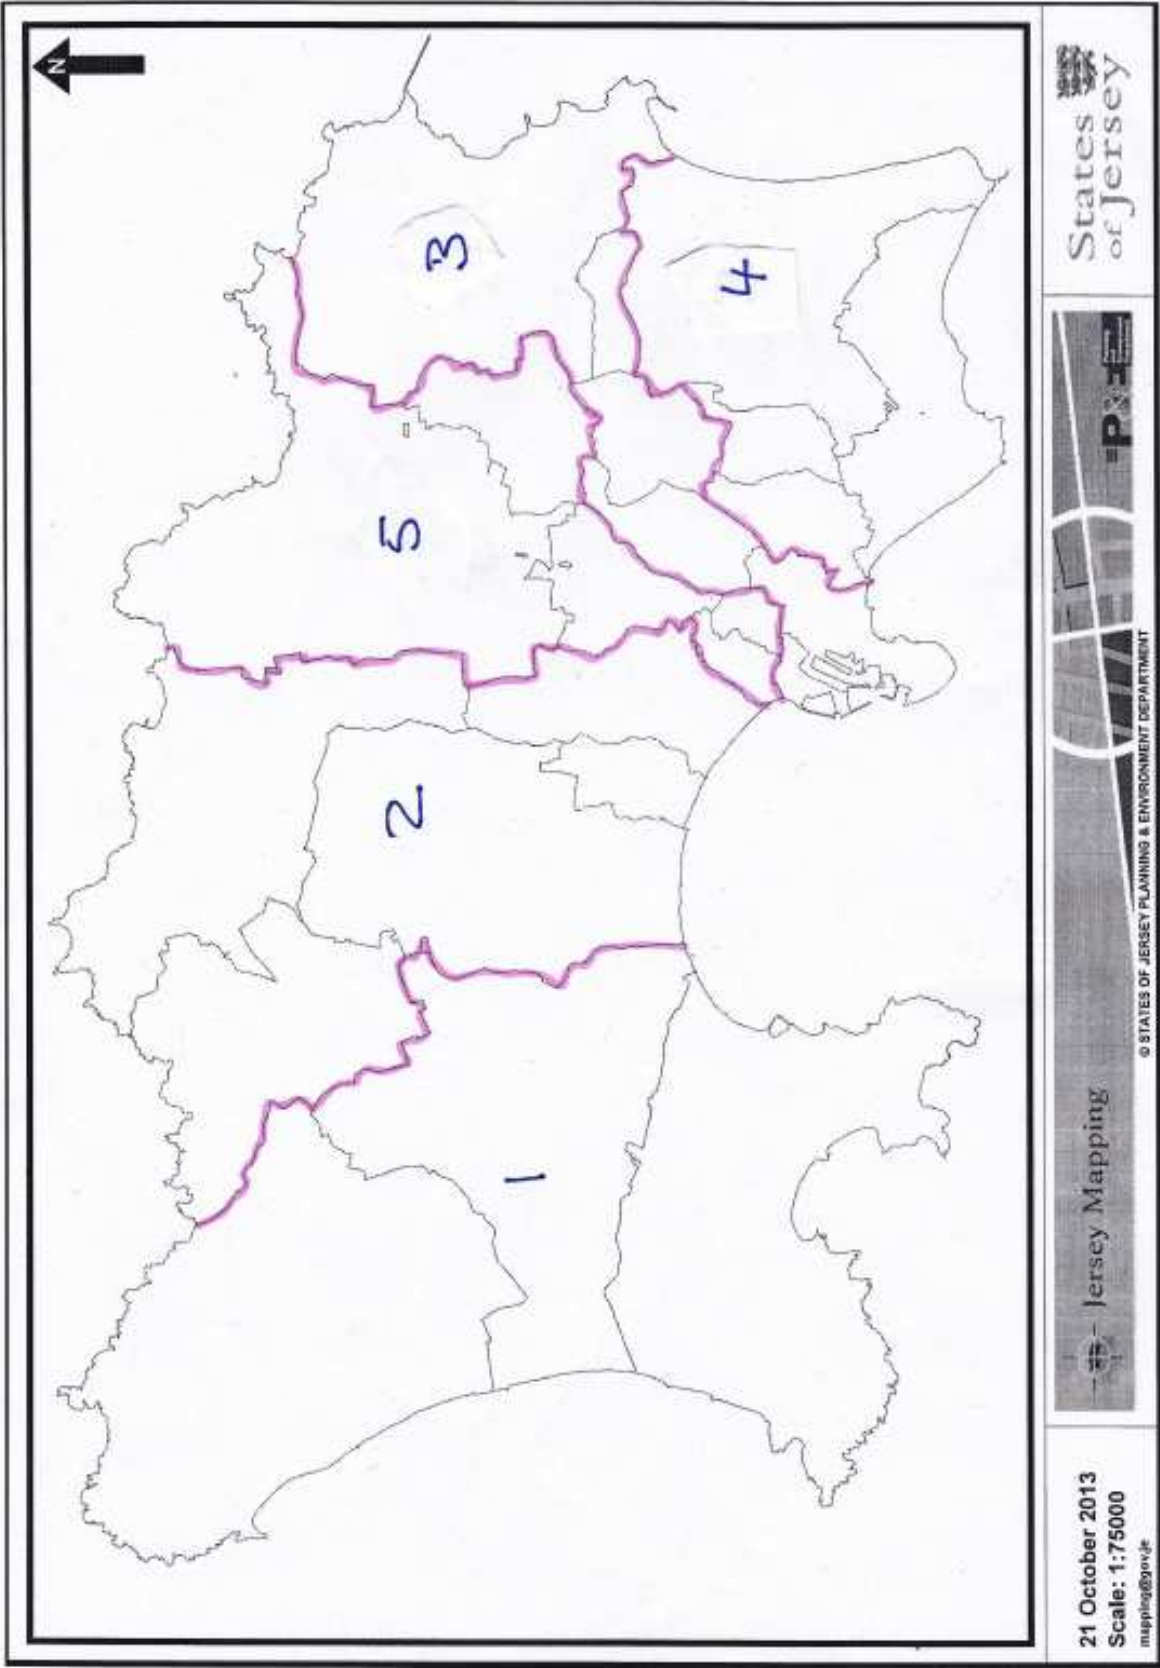 N
1
2
3
4
5
21 October 2013
Scale: 1:75000
mapping@gov.je
Jersey Mapping
P&E
States
of Jersey
© STATES OF JERSEY PLANNING & ENVIRONMENT DEPARTMENT